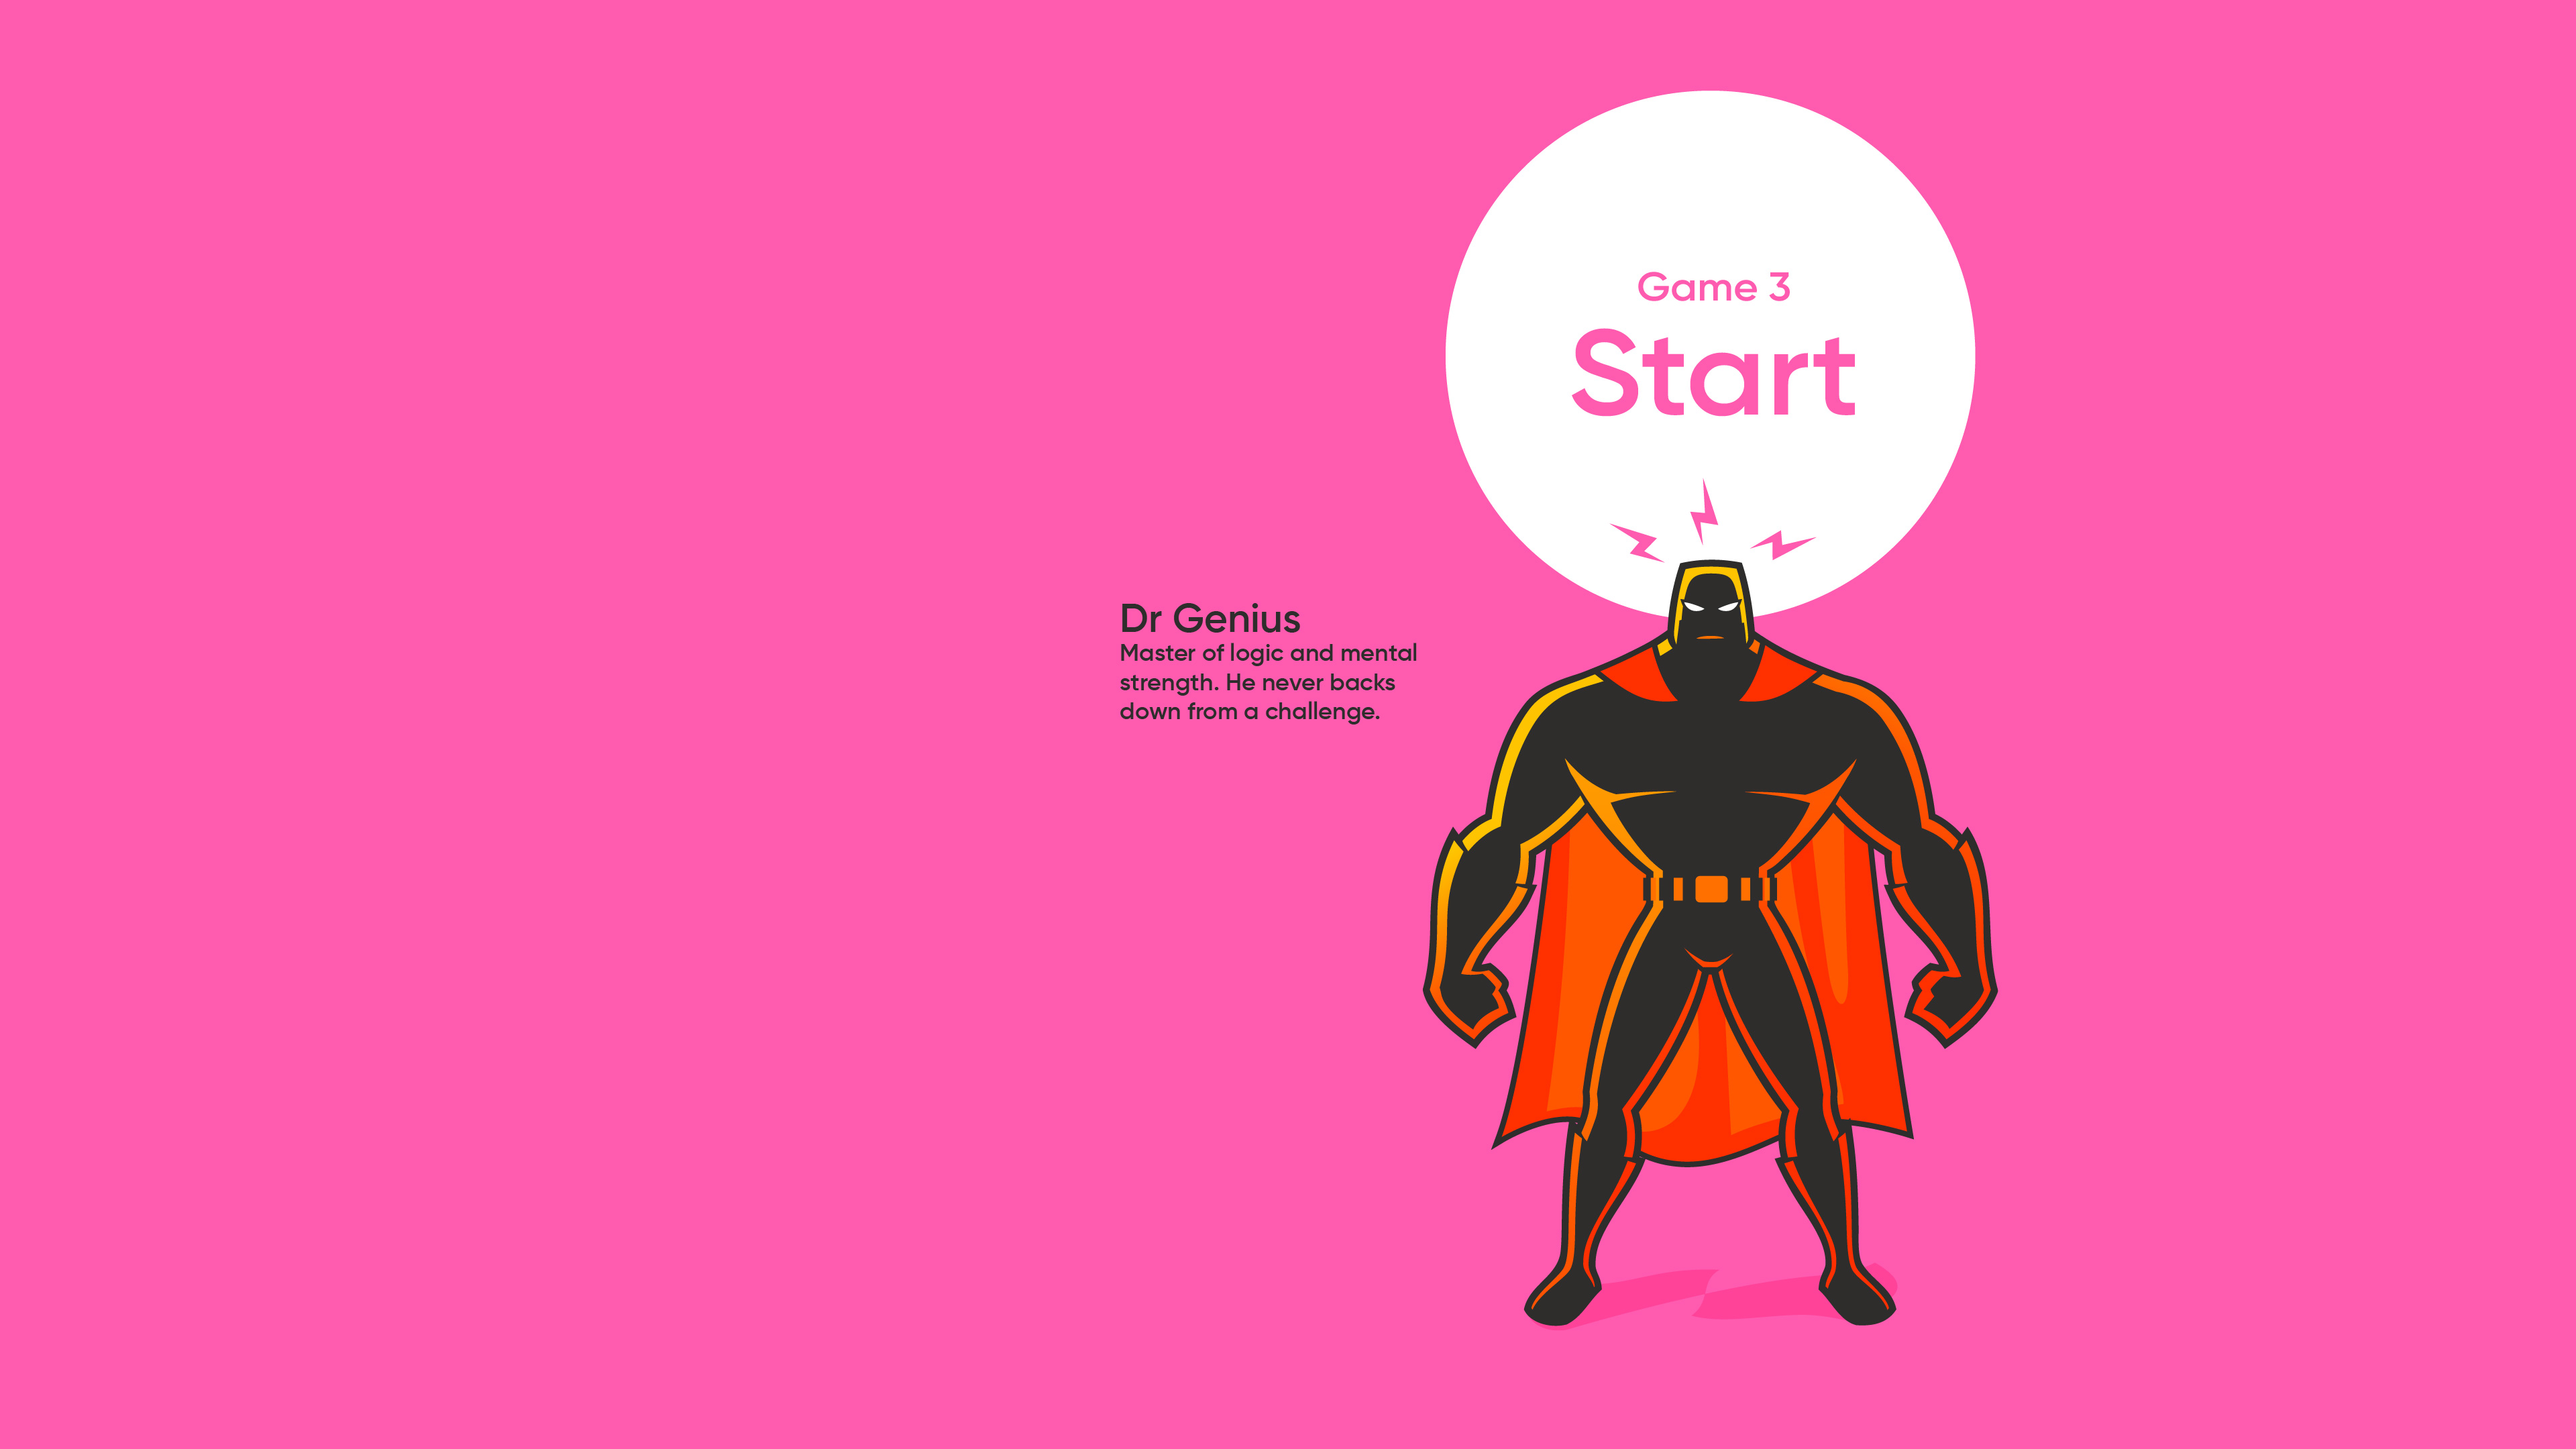 Game 3
Start
Dr Genius
Master of logic and mental
strength. He never backs
down from a challenge.